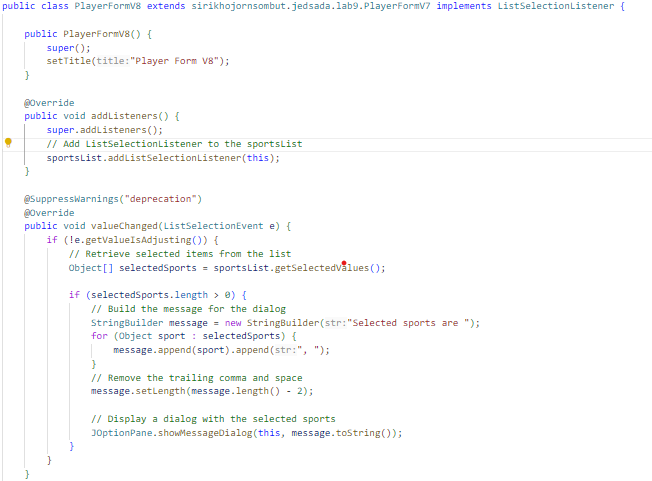 public class PlayerFormV8 extends sirikhojornsombut.jedsada.lab9.PlayerFormV7 implements ListSelectionListener {
public PlayerFormV8() {
super();
setTitle(title:"Player Form V8");
}
@Override
public void addListeners() {
super.addListeners();
// Add ListSelectionListener to the sportsList
sportsList.addListSelectionListener(this);
}
@SuppressWarnings("deprecation")
@Override
public void valueChanged(ListSelectionEvent e) {
if (!e.getValueIsAdjusting()) {
// Retrieve selected items from the list
Object[] selectedSports = sportsList.getSelectedValues();
if (selectedSports.length > 0) {
// Build the message for the dialog
StringBuilder message = new StringBuilder(str:"Selected sports are ");
for (Object sport : selectedSports) {
message.append(sport).append(str:", ");
}
// Remove the trailing comma and space
message.setLength(message.length() - 2);
// Display a dialog with the selected sports
JOptionPane.showMessageDialog(this, message.toString());
}
}
}